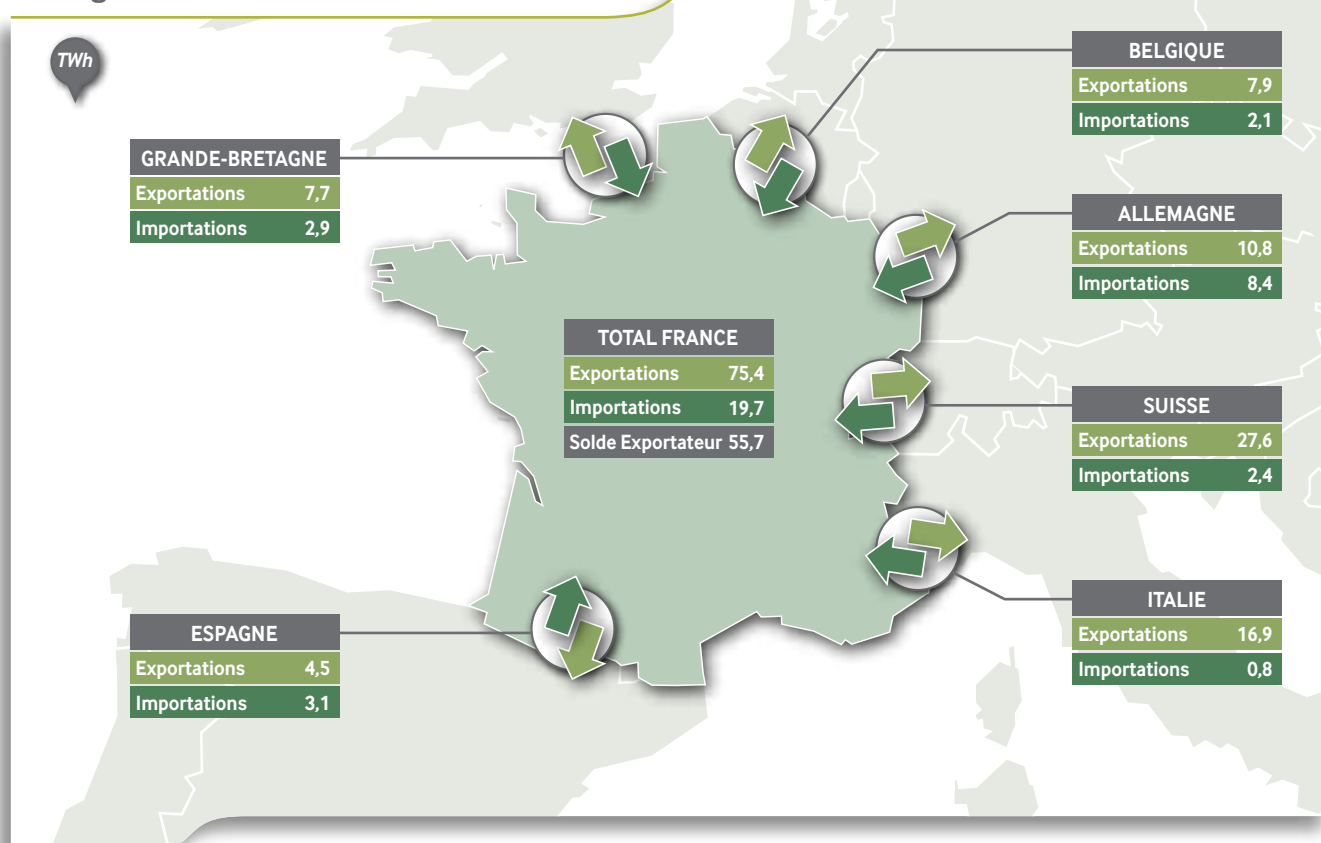 TWh
BELGIQUE
Exportations 7,9
Importations 2,1
GRANDE-BRETAGNE
Exportations 7,7
Importations 2,9
ALLEMAGNE
Exportations 10,8
Importations 8,4
TOTAL FRANCE
Exportations 75,4
Importations 19,7
Solde Exportateur 55,7
SUISSE
Exportations 27,6
Importations 2,4
ITALIE
Exportations 16,9
Importations 0,8
ESPAGNE
Exportations 4,5
Importations 3,1